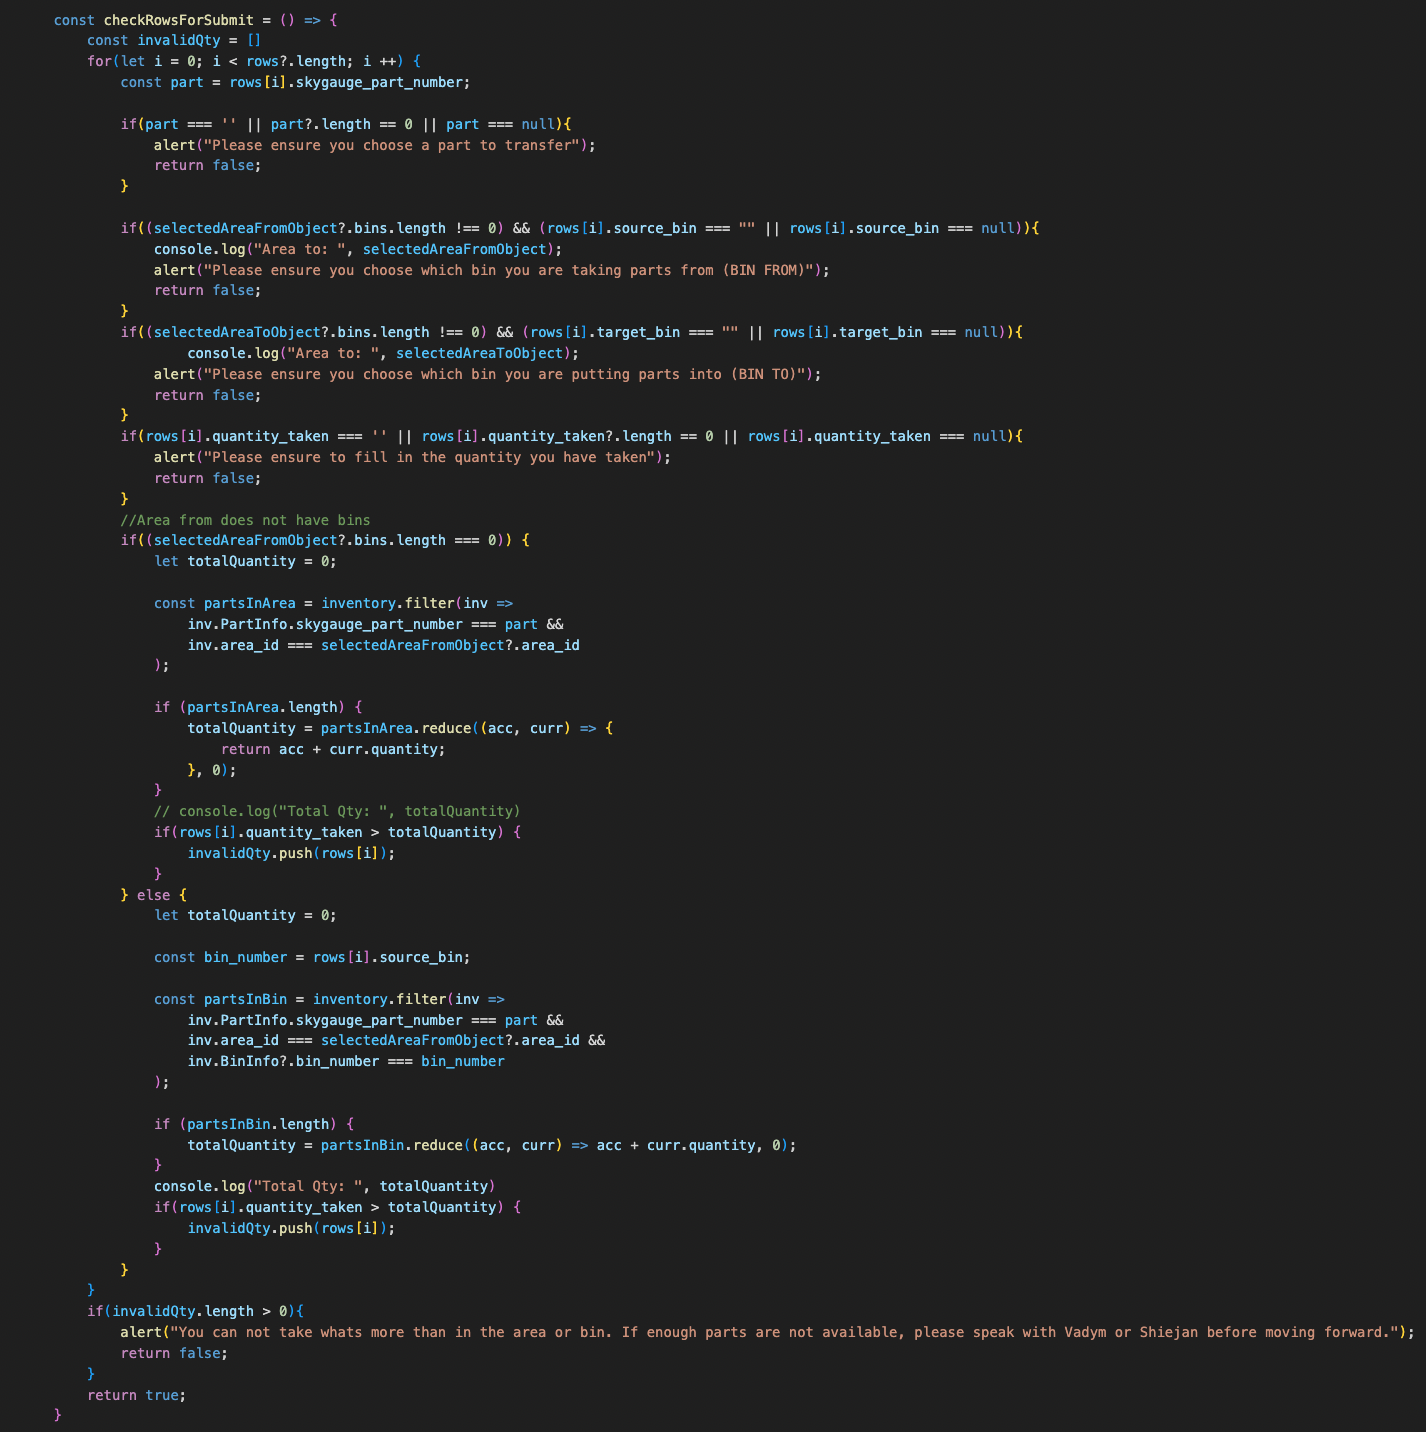 const checkRowsForSubmit = () => {
const invalidQty = []
for(let i = 0; i < rows?.length; i ++) {
const part = rows[i].skygauge_part_number;
if(part === '' || part?.length == 0 || part === null){
alert("Please ensure you choose a part to transfer");
return false;
}
if((selectedAreaFromObject?.bins.length !== 0) && (rows[i].source_bin === "" || rows[i].source_bin === null)){
console.log("Area to: ", selectedAreaFromObject);
alert("Please ensure you choose which bin you are taking parts from (BIN FROM)");
return false;
}
if((selectedAreaToObject?.bins.length !== 0) && (rows[i].target_bin === "" || rows[i].target_bin === null)){
console.log("Area to: ", selectedAreaToObject);
alert("Please ensure you choose which bin you are putting parts into (BIN TO)");
return false;
}
if(rows[i].quantity_taken === '' || rows[i].quantity_taken?.length == 0 || rows[i].quantity_taken === null){
alert("Please ensure to fill in the quantity you have taken");
return false;
}
//Area from does not have bins
if((selectedAreaFromObject?.bins.length === 0)) {
let totalQuantity = 0;
const partsInArea = inventory.filter(inv =>
inv.PartInfo.skygauge_part_number === part &&
inv.area_id === selectedAreaFromObject?.area_id
);
if (partsInArea.length) {
totalQuantity = partsInArea.reduce((acc, curr) => {
return acc + curr.quantity;
}, 0);
}
// console.log("Total Qty: ", totalQuantity)
if(rows[i].quantity_taken > totalQuantity) {
invalidQty.push(rows[i]);
}
} else {
let totalQuantity = 0;
const bin_number = rows[i].source_bin;
const partsInBin = inventory.filter(inv =>
inv.PartInfo.skygauge_part_number === part &&
inv.area_id === selectedAreaFromObject?.area_id &&
inv.BinInfo?.bin_number === bin_number
);
if (partsInBin.length) {
totalQuantity = partsInBin.reduce((acc, curr) => acc + curr.quantity, 0);
}
console.log("Total Qty: ", totalQuantity)
if(rows[i].quantity_taken > totalQuantity) {
invalidQty.push(rows[i]);
}
}
}
if(invalidQty.length > 0){
alert("You can not take whats more than in the area or bin. If enough parts are not available, please speak with Vadym or Shiejan before moving forward.");
return false;
}
return true;
}